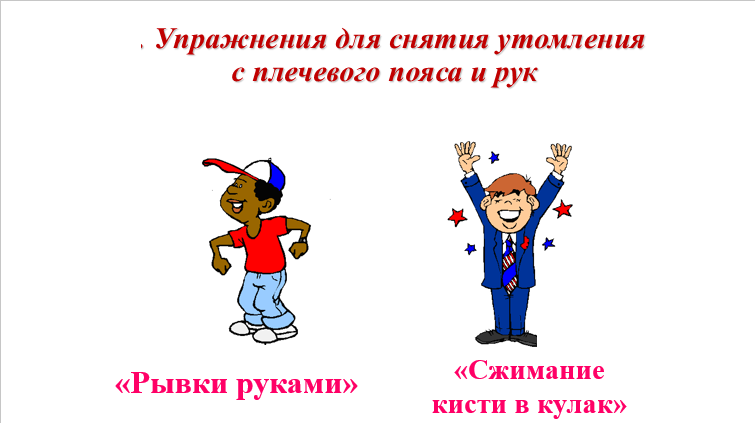 . Упражнения для снятия утомления
с плечевого пояса и рук
«Рывки руками»
«Сжимание
кисти в кулак»